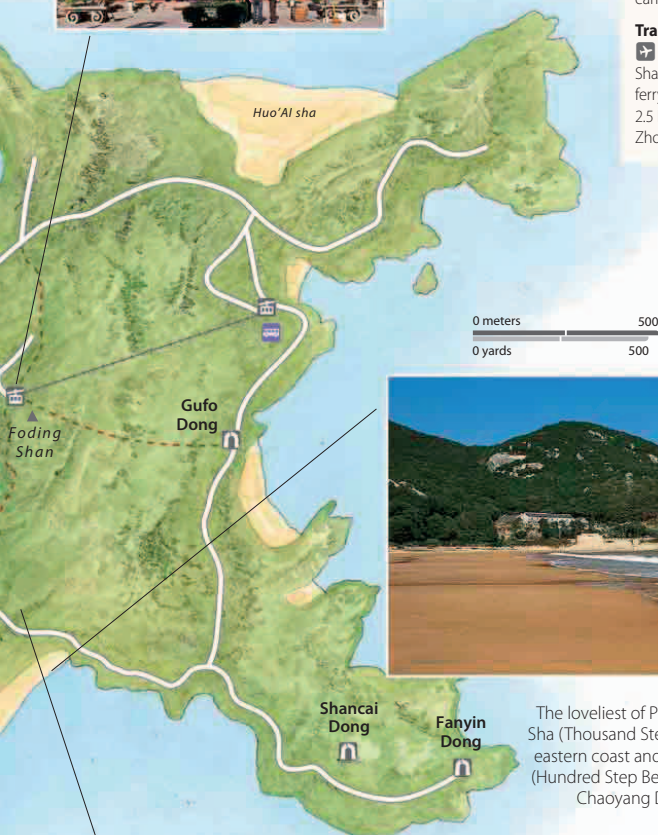 Tra
Sha
ferry
2.5
Zho
Huo'Al sha
0 meters 500
0 yards 500
Gufo
Dong
Foding
Shan
Shancai
Dong
Fanyin
Dong
The loveliest of P
Sha (Thousand Ste
eastern coast and
(Hundred Step Be
Chaoyang D